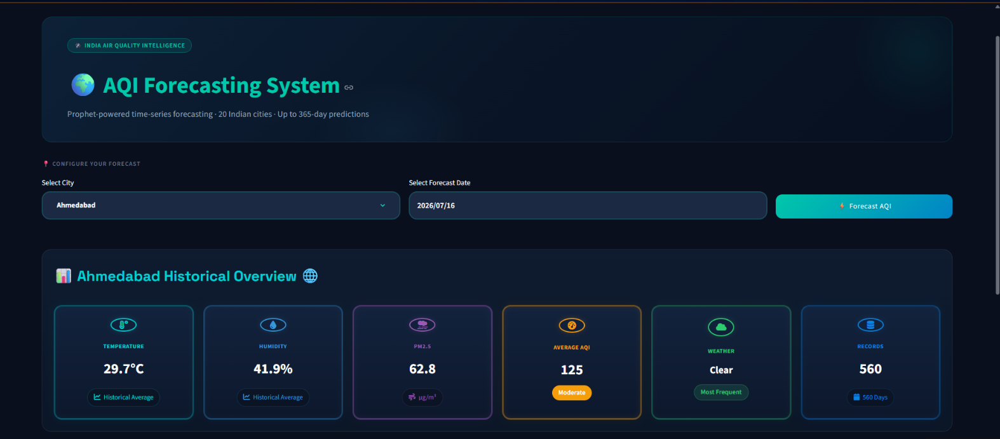 INDIA AIR QUALITY INTELLIGENCE
AQI Forecasting System
Prophet-powered time-series forecasting · 20 Indian cities · Up to 365-day predictions
CONFIGURE YOUR FORECAST
Select City
Select Forecast Date
Ahmedabad
2026/07/16
Forecast AQI
Ahmedabad Historical Overview
TEMPERATURE
29.7°C
Historical Average
HUMIDITY
41.9%
Historical Average
PM2.5
62.8
µg/m³
AVERAGE AQI
125
Moderate
WEATHER
Clear
Most Frequent
RECORDS
560
560 Days